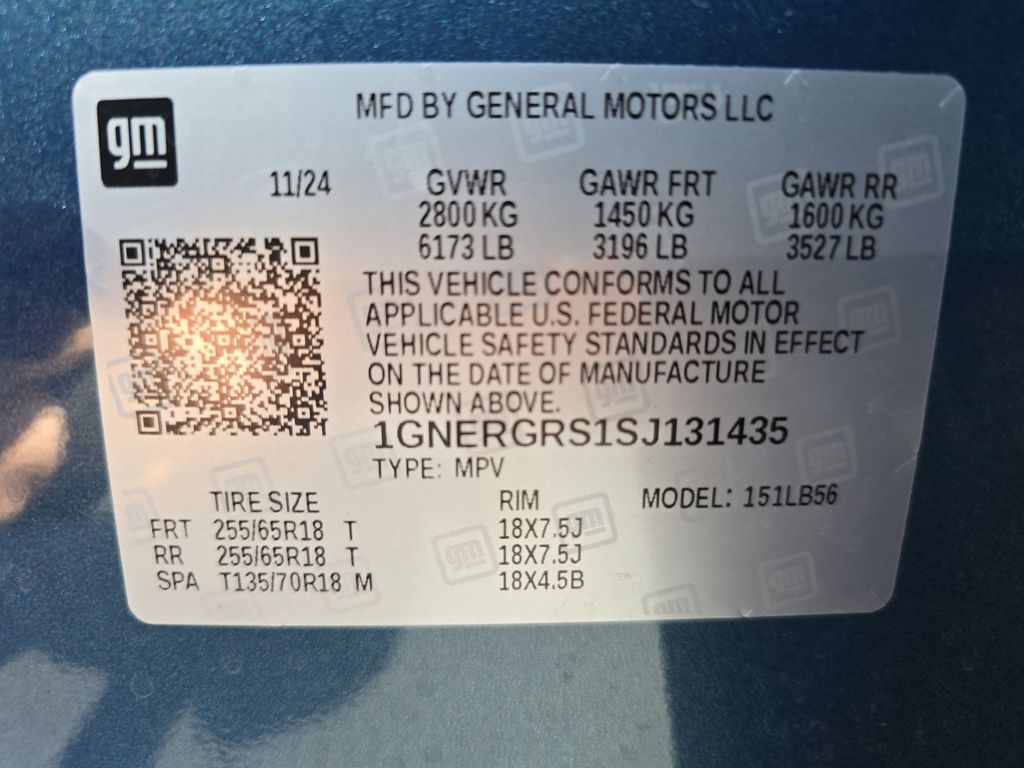 gm
MFD BY GENERAL MOTORS LLC
11/24 GVWR GAWR FRT GAWR RR
2800 KG 1450 KG 1600 KG
6173 LB 3196 LB 3527 LB
THIS VEHICLE CONFORMS TO ALL
APPLICABLE U.S. FEDERAL MOTOR
VEHICLE SAFETY STANDARDS IN EFFECT
ON THE DATE OF MANUFACTURE
SHOWN ABOVE.
1GNERGRS1SJ131435
TYPE: MPV
TIRE SIZE RIM MODEL: 151LB56
FRT 255/65R18 T 18X7.5J
RR 255/65R18 T 18X7.5J
SPA T135/70R18 M 18X4.5B